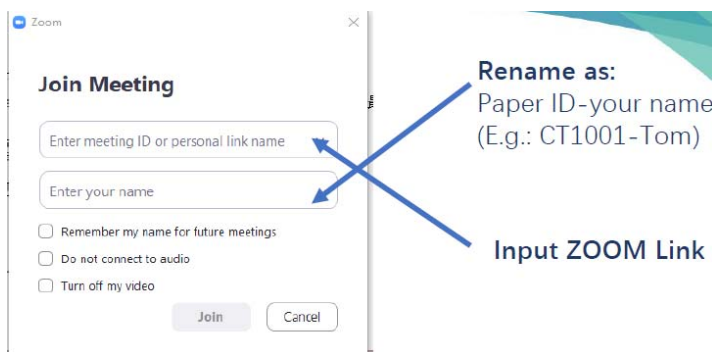 Zoom
Join Meeting
Enter meeting ID or personal link name
Enter your name
Remember my name for future meetings
Do not connect to audio
Turn off my video
Join Cancel
Rename as:
Paper ID-your name
(E.g.: CT1001-Tom)
Input ZOOM Link